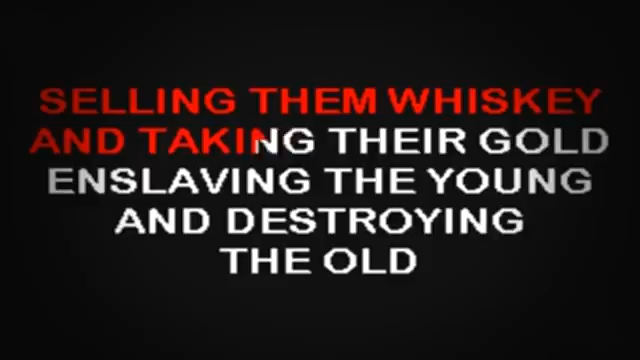 SELLING THEM WHISKEY
AND TAKING THEIR GOLD
ENSLAVING THE YOUNG
AND DESTROYING
THE OLD